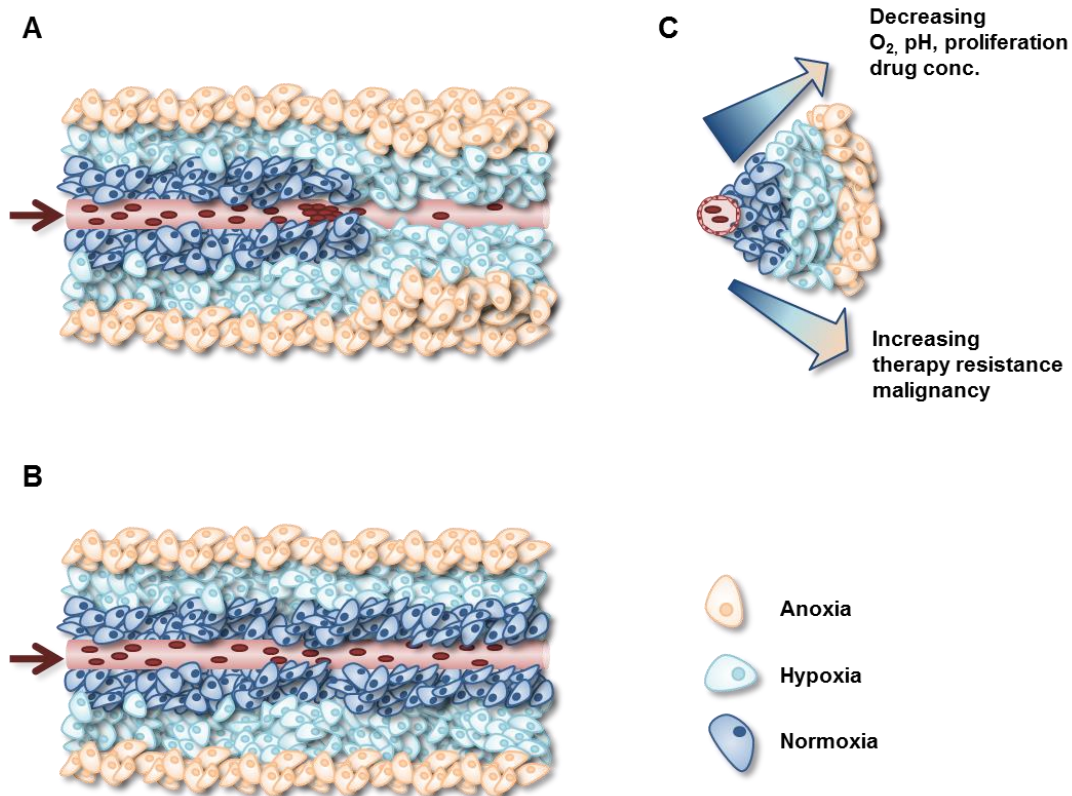 A
C
Decreasing
O2, pH, proliferation
drug conc.
Increasing
therapy resistance
malignancy
B
Anoxia
Hypoxia
Normoxia